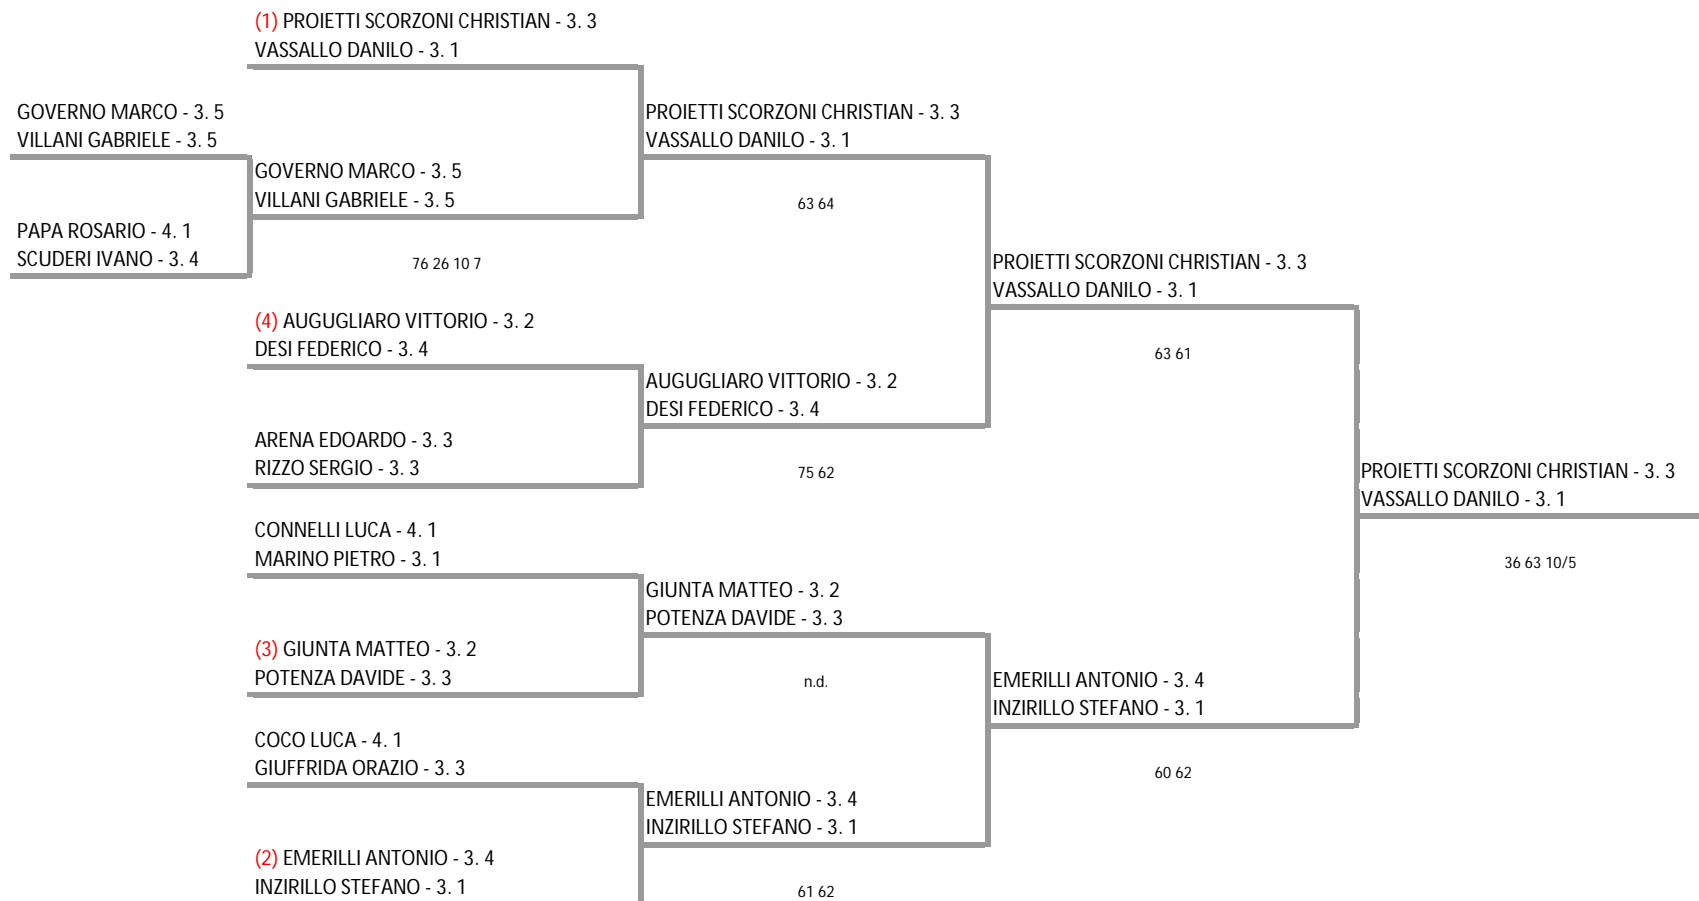 (1) PROIETTI SCORZONI CHRISTIAN - 3. 3
VASSALLO DANILO - 3. 1
GOVERNO MARCO - 3. 5
VILLANI GABRIELE - 3. 5
PROIETTI SCORZONI CHRISTIAN - 3. 3
VASSALLO DANILO - 3. 1
GOVERNO MARCO - 3. 5
VILLANI GABRIELE - 3. 5
63 64
PAPA ROSARIO - 4. 1
SCUDERI IVANO - 3. 4
76 26 10 7
PROIETTI SCORZONI CHRISTIAN - 3. 3
VASSALLO DANILO - 3. 1
(4) AUGUGLIARO VITTORIO - 3. 2
DESI FEDERICO - 3. 4
63 61
AUGUGLIARO VITTORIO - 3. 2
DESI FEDERICO - 3. 4
ARENA EDOARDO - 3. 3
RIZZO SERGIO - 3. 3
75 62
PROIETTI SCORZONI CHRISTIAN - 3. 3
VASSALLO DANILO - 3. 1
CONNELLI LUCA - 4. 1
MARINO PIETRO - 3. 1
36 63 10/5
GIUNTA MATTEO - 3. 2
POTENZA DAVIDE - 3. 3
(3) GIUNTA MATTEO - 3. 2
POTENZA DAVIDE - 3. 3
n.d.
EMERILLI ANTONIO - 3. 4
INZIRILLO STEFANO - 3. 1
COCO LUCA - 4. 1
GIUFFRIDA ORAZIO - 3. 3
60 62
EMERILLI ANTONIO - 3. 4
INZIRILLO STEFANO - 3. 1
(2) EMERILLI ANTONIO - 3. 4
INZIRILLO STEFANO - 3. 1
61 62